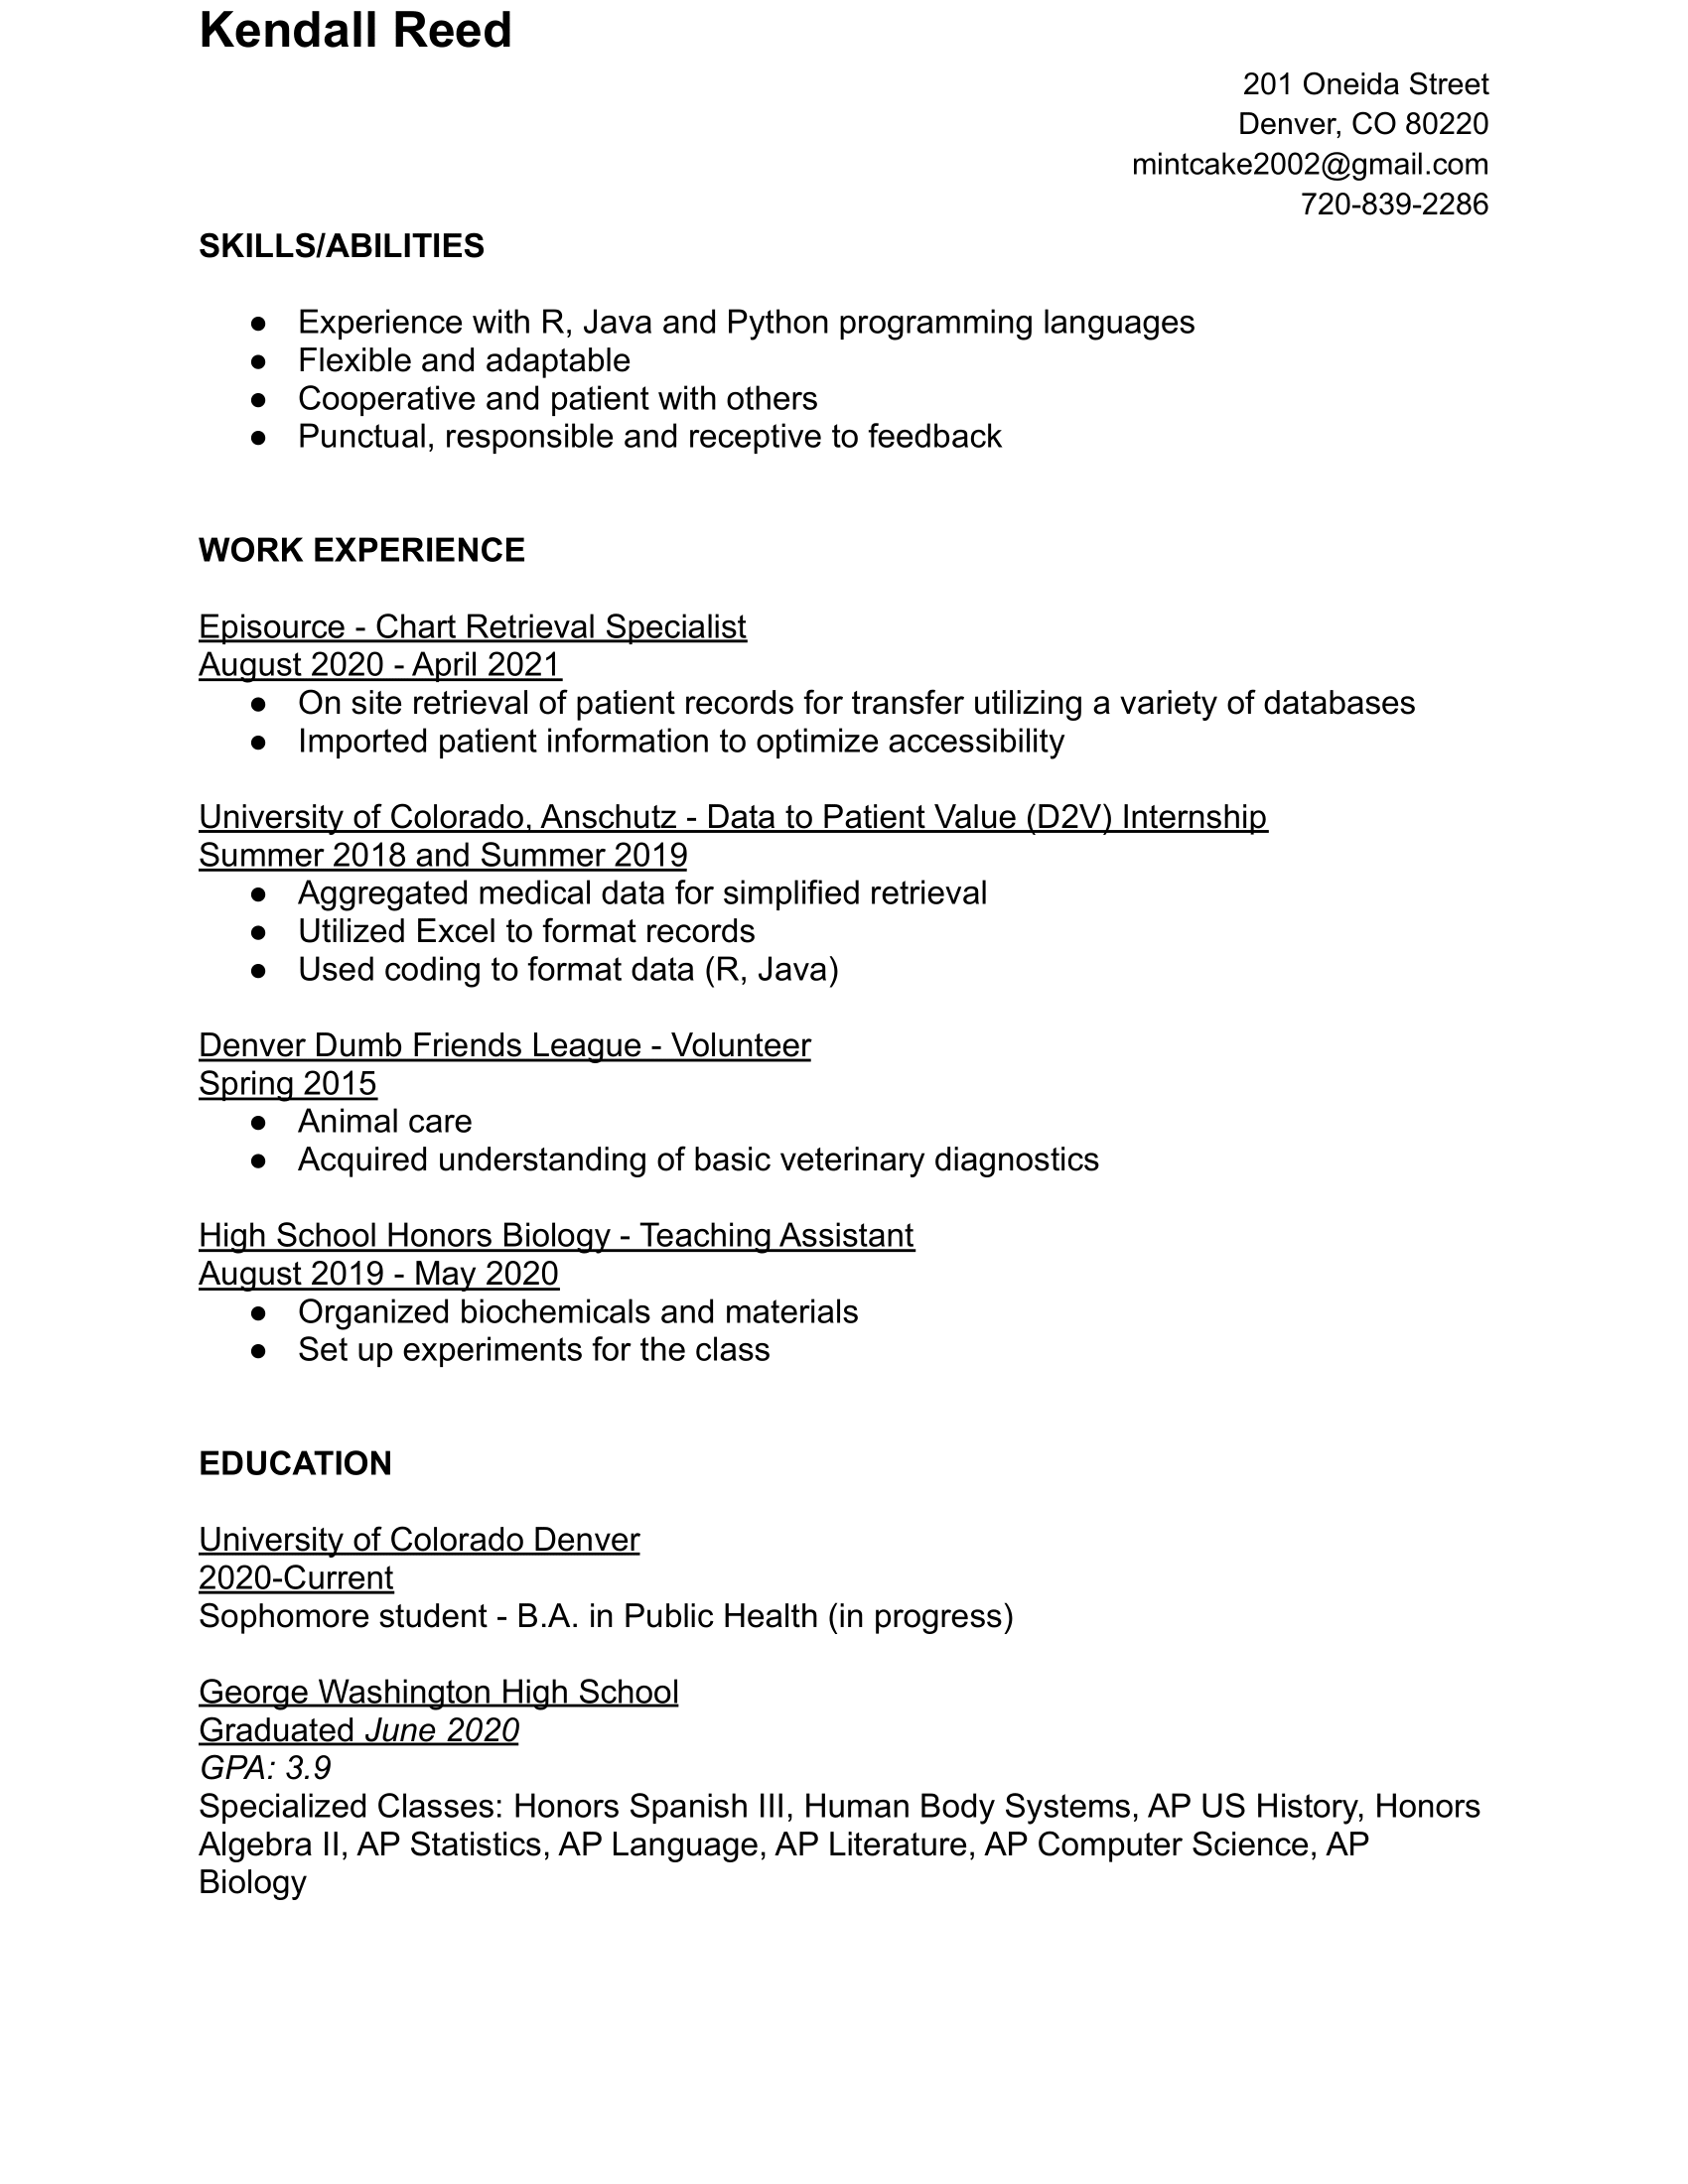 Kendall Reed
201 Oneida Street
Denver, CO 80220
mintcake2002@gmail.com
720-839-2286
SKILLS/ABILITIES
● Experience with R, Java and Python programming languages
● Flexible and adaptable
● Cooperative and patient with others
● Punctual, responsible and receptive to feedback
WORK EXPERIENCE
Episource - Chart Retrieval Specialist
August 2020 - April 2021
● On site retrieval of patient records for transfer utilizing a variety of databases
● Imported patient information to optimize accessibility
University of Colorado, Anschutz - Data to Patient Value (D2V) Internship
Summer 2018 and Summer 2019
● Aggregated medical data for simplified retrieval
● Utilized Excel to format records
● Used coding to format data (R, Java)
Denver Dumb Friends League - Volunteer
Spring 2015
● Animal care
● Acquired understanding of basic veterinary diagnostics
High School Honors Biology - Teaching Assistant
August 2019 - May 2020
● Organized biochemicals and materials
● Set up experiments for the class
EDUCATION
University of Colorado Denver
2020-Current
Sophomore student - B.A. in Public Health (in progress)
George Washington High School
Graduated June 2020
GPA: 3.9
Specialized Classes: Honors Spanish III, Human Body Systems, AP US History, Honors
Algebra II, AP Statistics, AP Language, AP Literature, AP Computer Science, AP
Biology